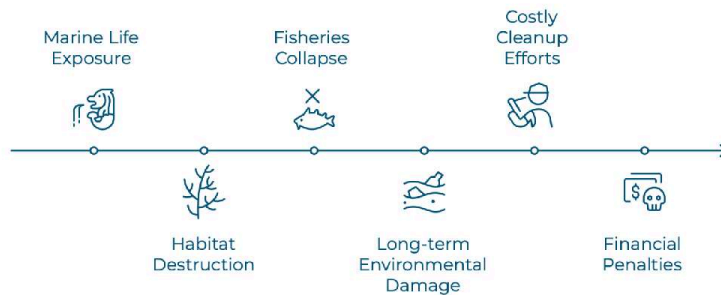 Marine Life
Exposure
Fisheries
Collapse
Costly
Cleanup
Efforts
$
Habitat
Destruction
Long-term
Environmental
Damage
Financial
Penalties